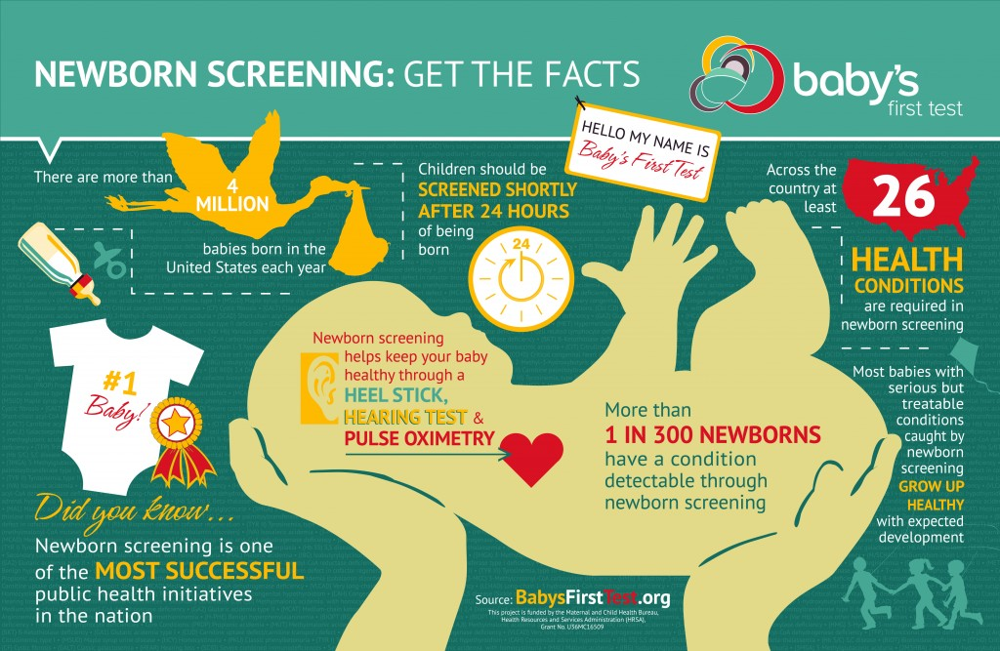 NEWBORN SCREENING: GET THE FACTS
baby's
first test
There are more than
4
MILLION
babies born in the
United States each year
Children should be
SCREENED SHORTLY
AFTER 24 HOURS
of being
born
24
HELLO MY NAME IS
Baby's First Test
Across the
country at
least
26
HEALTH
CONDITIONS
are required in
newborn screening
#1
Baby!
Newborn screening
helps keep your baby
healthy through a
HEEL STICK,
HEARING TEST &
PULSE OXIMETRY
More than
1 IN 300 NEWBORNS
have a condition
detectable through
newborn screening
Most babies with
serious but
treatable
conditions
caught by
newborn
screening
GROW UP
HEALTHY
with expected
development
Did you know...
Newborn screening is one
of the MOST SUCCESSFUL
public health initiatives
in the nation
Source: BabysFirstTest.org
This project is funded by the Maternal and Child Health Bureau,
Health Resources and Services Administration (HRSA),
Grant No. U36MC16509